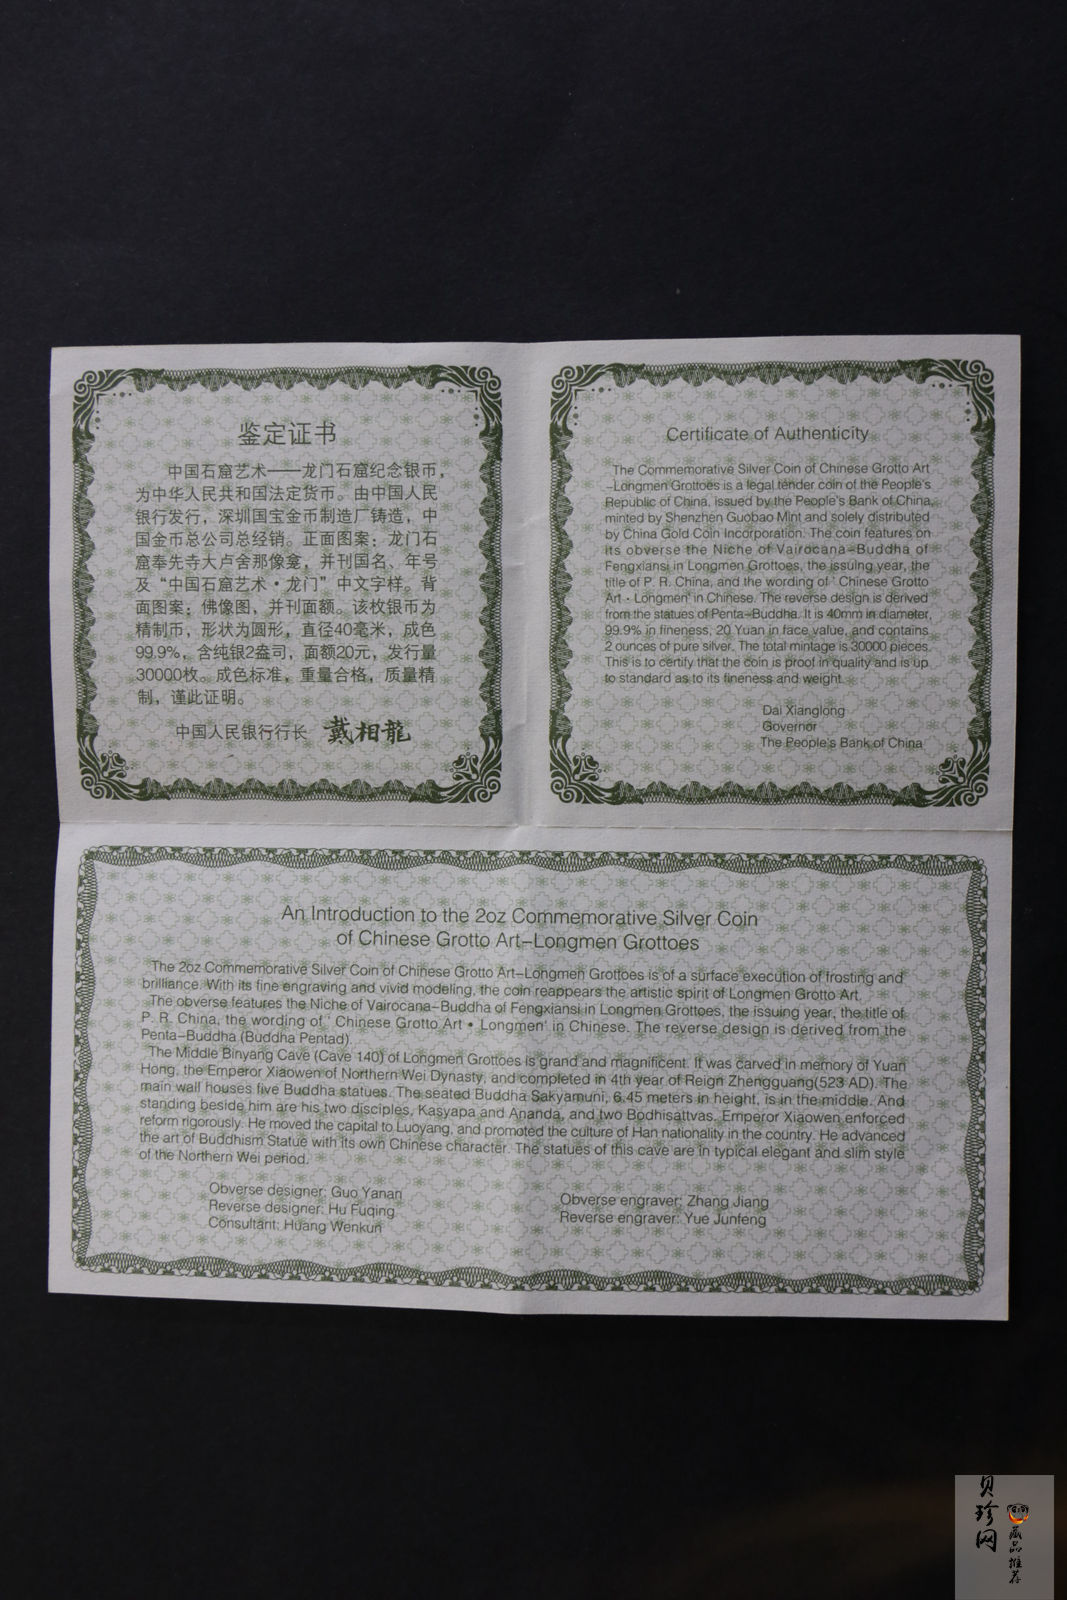 鉴定证书
中国石窟艺术——龙门石窟纪念银币，
为中华人民共和国法定货币。由中国人民
银行发行，深圳国宝金币制造厂铸造，中
国金币总公司总经销。正面图案：龙门石
窟奉先寺大卢舍那像龛，并刊国名、年号
及“中国石窟艺术·龙门”中文字样。背
面图案：佛像图，并刊面额。该枚银币为
精制币，形状为圆形，直径40毫米，成色
99.9%，含纯银2盎司，面额20元，发行量
30000枚。成色标准，重量合格，质量精
制，谨此证明。
中国人民银行行长 戴相龍
Certificate of Authenticity
The Commemorative Silver Coin of Chinese Grotto Art
-Longmen Grottoes is a legal tender coin of the People's
Republic of China, issued by the People's Bank of China,
minted by Shenzhen Guobao Mint and solely distributed
by China Gold Coin Incorporation. The coin features on
its obverse the Niche of Vairocana-Buddha of
Fengxiansi in Longmen Grottoes, the issuing year, the
title of P. R. China, and the wording of ' Chinese Grotto
Art · Longmen' in Chinese. The reverse design is derived
from the statues of Penta-Buddha. It is 40mm in diameter,
99.9% in fineness, 20 Yuan in face value, and contains
2 ounces of pure silver. The total mintage is 30000 pieces.
This is to certify that the coin is proof in quality and is up
to standard as to its fineness and weight.
Dai Xianglong
Governor
The People's Bank of China
An Introduction to the 2oz Commemorative Silver Coin
of Chinese Grotto Art-Longmen Grottoes
The 2oz Commemorative Silver Coin of Chinese Grotto Art-Longmen Grottoes is of a surface execution of frosting and
brilliance. With its fine engraving and vivid modeling, the coin reappears the artistic spirit of Longmen Grotto Art.
The obverse features the Niche of Vairocana-Buddha of Fengxiansi in Longmen Grottoes, the issuing year, the title of
P. R. China, the wording of ' Chinese Grotto Art • Longmen' in Chinese. The reverse design is derived from the
Penta-Buddha (Buddha Pentad).
The Middle Binyang Cave (Cave 140) of Longmen Grottoes is grand and magnificent. It was carved in memory of Yuan
Hong, the Emperor Xiaowen of Northern Wei Dynasty, and completed in 4th year of Reign Zhengguang(523 AD). The
main wall houses five Buddha statues. The seated Buddha Sakyamuni, 6.45 meters in height, is in the middle. And
standing beside him are his two disciples, Kasyapa and Ananda, and two Bodhisattvas. Emperor Xiaowen enforced
reform rigorously. He moved the capital to Luoyang, and promoted the culture of Han nationality in the country. He advanced
the art of Buddhism Statue with its own Chinese character. The statues of this cave are in typical elegant and slim style
of the Northern Wei period.
Obverse designer: Guo Yanan
Reverse designer: Hu Fuqing
Consultant: Huang Wenkun
Obverse engraver: Zhang Jiang
Reverse engraver: Yue Junfeng
贝珍网
藏品推荐